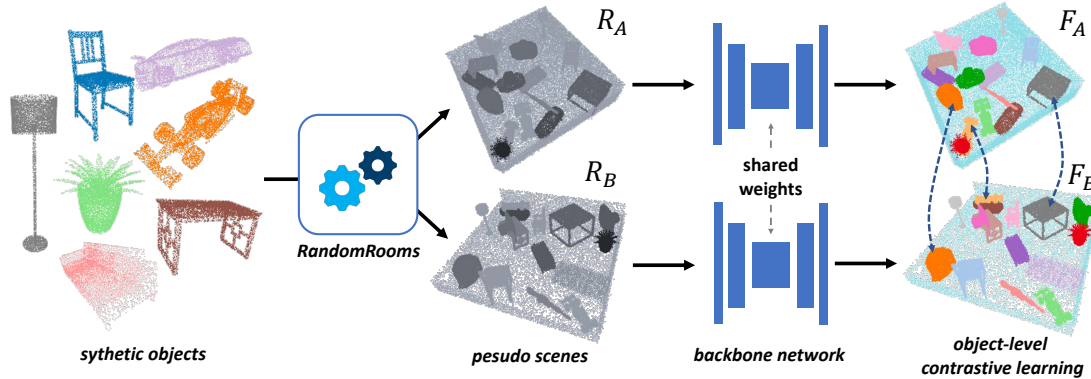 R_A
F_A
R_B
F_B
shared
weights
RandomRooms
sythetic objects
pesudo scenes
backbone network
object-level
contrastive learning